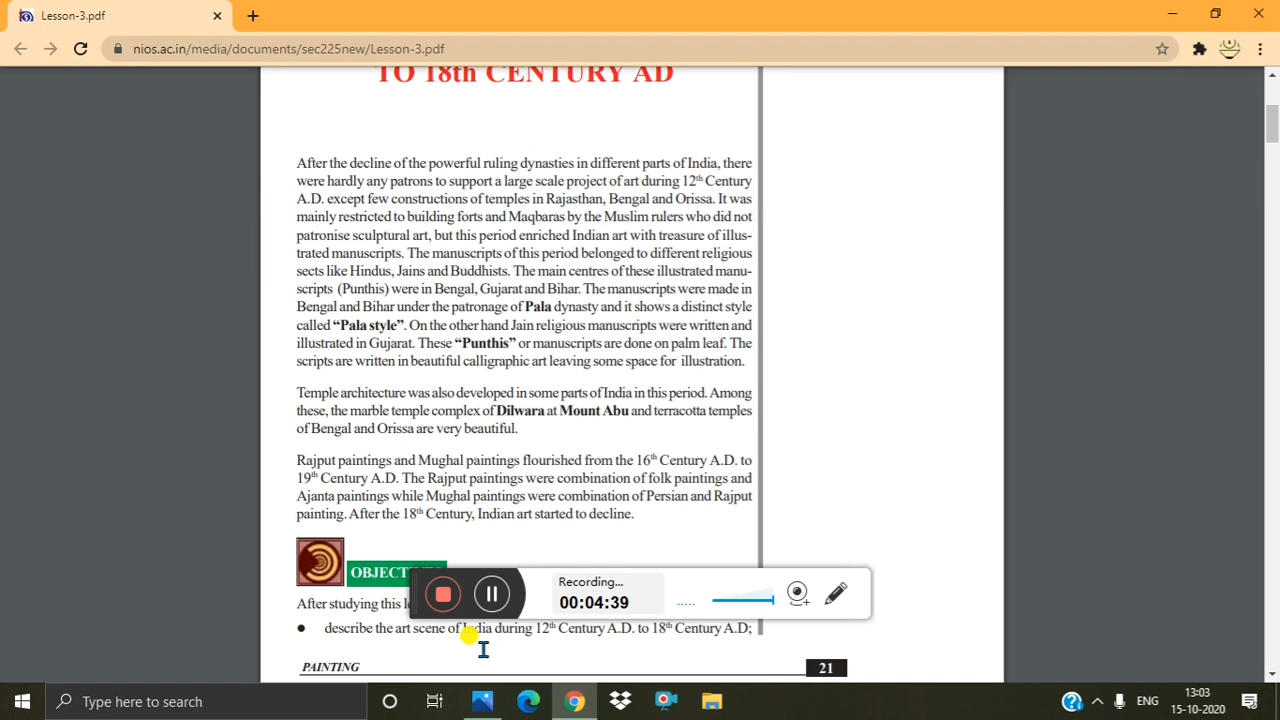 Lesson-3.pdf
nios.ac.in/media/documents/sec225new/Lesson-3.pdf
TO 18th CENTURY AD
After the decline of the powerful ruling dynasties in different parts of India, there
were hardly any patrons to support a large scale project of art during 12th Century
A.D. except few constructions of temples in Rajasthan, Bengal and Orissa. It was
mainly restricted to building forts and Maqbaras by the Muslim rulers who did not
patronise sculptural art, but this period enriched Indian art with treasure of illus-
trated manuscripts. The manuscripts of this period belonged to different religious
sects like Hindus, Jains and Buddhists. The main centres of these illustrated manu-
scripts (Punthis) were in Bengal, Gujarat and Bihar. The manuscripts were made in
Bengal and Bihar under the patronage of Pala dynasty and it shows a distinct style
called “Pala style”. On the other hand Jain religious manuscripts were written and
illustrated in Gujarat. These “Punthis” or manuscripts are done on palm leaf. The
scripts are written in beautiful calligraphic art leaving some space for illustration.
Temple architecture was also developed in some parts of India in this period. Among
these, the marble temple complex of Dilwara at Mount Abu and terracotta temples
of Bengal and Orissa are very beautiful.
Rajput paintings and Mughal paintings flourished from the 16th Century A.D. to
19th Century A.D. The Rajput paintings were combination of folk paintings and
Ajanta paintings while Mughal paintings were combination of Persian and Rajput
painting. After the 18th Century, Indian art started to decline.
OBJECT
Recording...
00:04:39
After studying this
● describe the art scene of India during 12th Century A.D. to 18th Century A.D;
PAINTING 21
Type here to search
ENG
13:03
15-10-2020